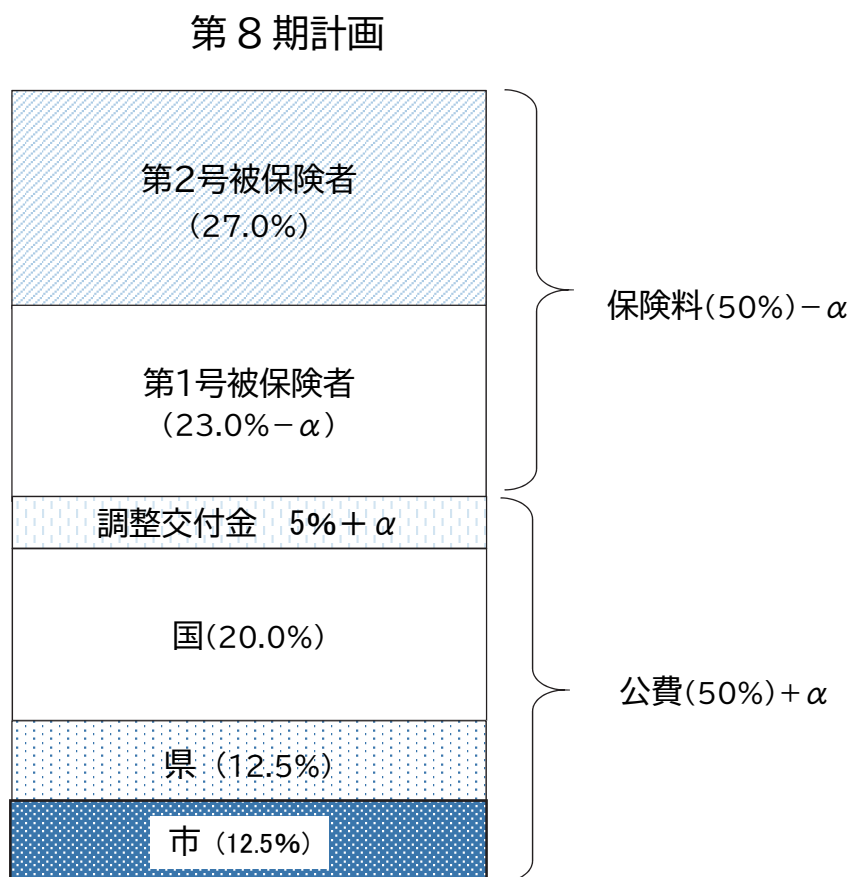 第8期計画
第2号被保険者
(27.0%)
第1号被保険者
(23.0%－α)
保険料(50%)－α
調整交付金　5%＋α
国(20.0%)
県 (12.5%)
市 (12.5%)
公費(50%)＋α